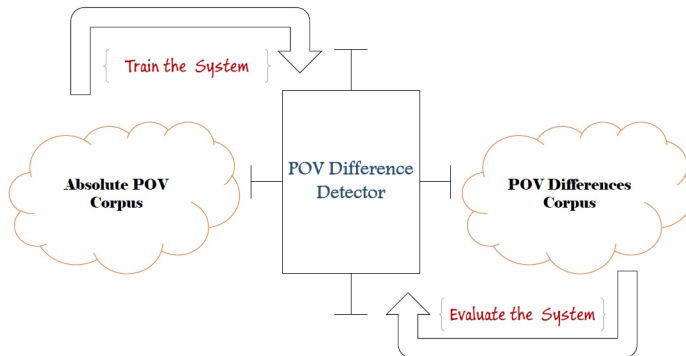 Train the System
Absolute POV
Corpus
POV Difference
Detector
POV Differences
Corpus
Evaluate the System